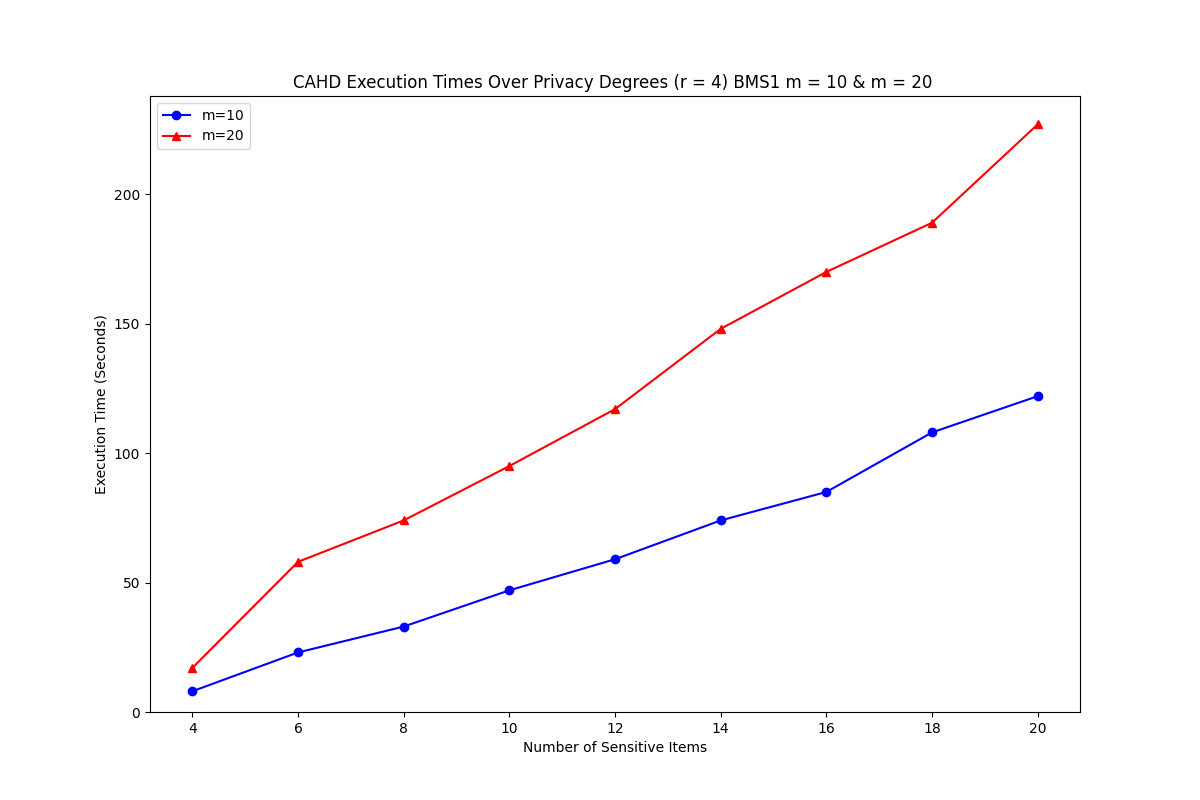 CAHD Execution Times Over Privacy Degrees (r = 4) BMS1 m = 10 & m = 20
m=10
m=20
200
150
100
50
0
Execution Time (Seconds)
4 6 8 10 12 14 16 18 20
Number of Sensitive Items